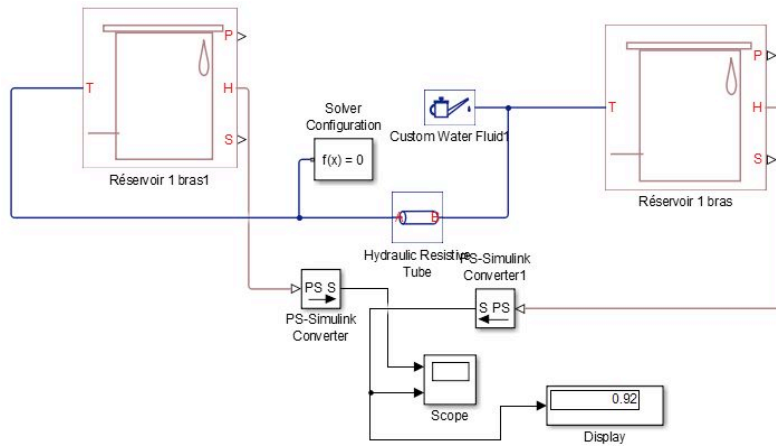 P
T
H
S
Réservoir 1 bras1
Solver
Configuration
f(x) = 0
Custom Water Fluid1
P
T
H
S
Réservoir 1 bras
A
B
Hydraulic Resistive
Tube
PS S
PS-Simulink
Converter
PS-Simulink
Converter1
S PS
Scope
0.92
Display